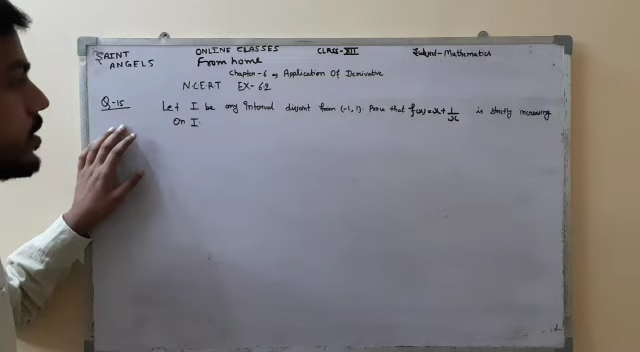 SAINT ANGELS
ONLINE CLASSES
From home
CLASS-XII
Subject- Mathematics
Chapter-6 Application Of Derivative
N.C.E.R.T EX-6.2
Q-15 Let I be any Interval disjoint from (-1, 1). Prove that f(x) = x + 1/x is strictly increasing
On I.